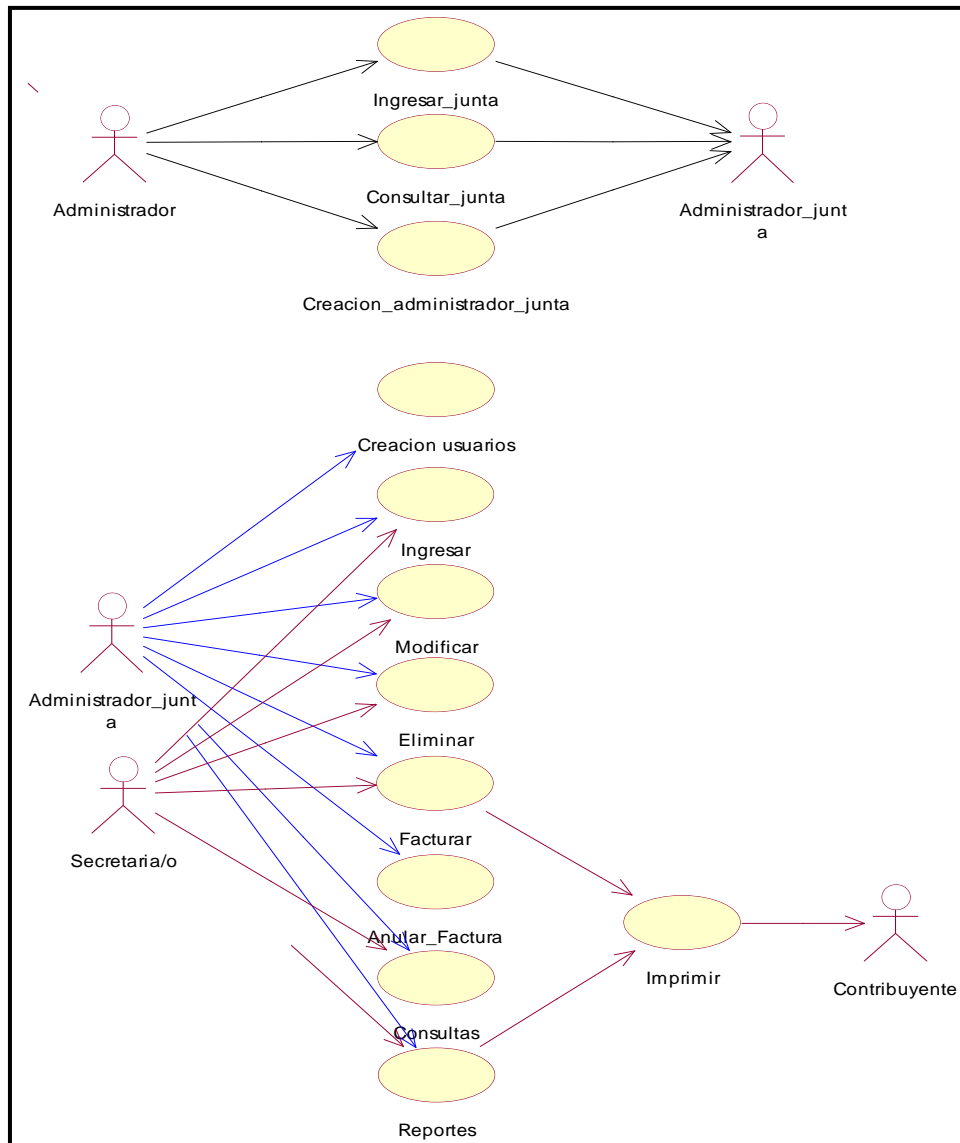 Ingresar_junta
Administrador
Consultar_junta
Administrador_junt
a
Creacion_administrador_junta
Creacion usuarios
Ingresar
Modificar
Administrador_junt
a
Eliminar
Facturar
Secretaria/o
Anular_Factura
Imprimir
Contribuyente
Consultas
Reportes